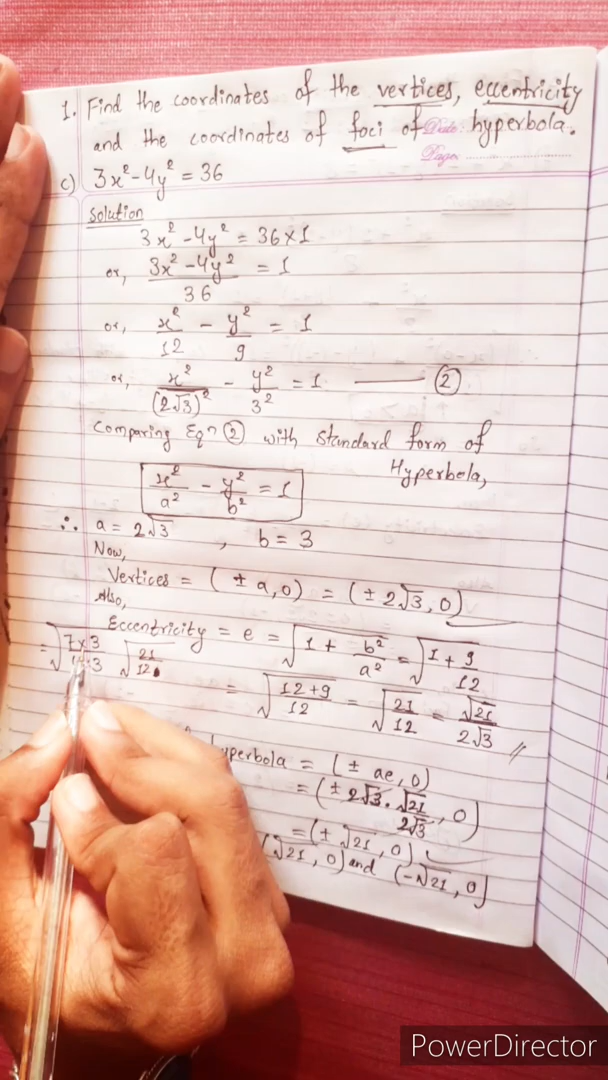 1. Find the coordinates of the vertices, eccentricity
and the coordinates of foci of hyperbola.
Date:
Page:
c) 3x² - 4y² = 36
Solution
3x² - 4y² = 36 × 1
or, (3x² - 4y²)/36 = 1
or, x²/12 - y²/9 = 1
or, x²/(2√3)² - y²/3² = 1 ——— ②
Comparing Eqn ② with standard form of
Hyperbola,
x²/a² - y²/b² = 1
∴ a = 2√3 , b = 3
Now,
Vertices = (± a, 0) = (± 2√3, 0)
Also,
Eccentricity = e = √(1 + b²/a²) = √(1 + 9/12)
= √((12+9)/12) = √(21/12) = √21/2√3 //
√(21/12)
hyperbola = (± ae, 0)
= (± 2√3 . √21/2√3, 0)
= (± √21, 0)
(√21, 0) and (-√21, 0)
PowerDirector